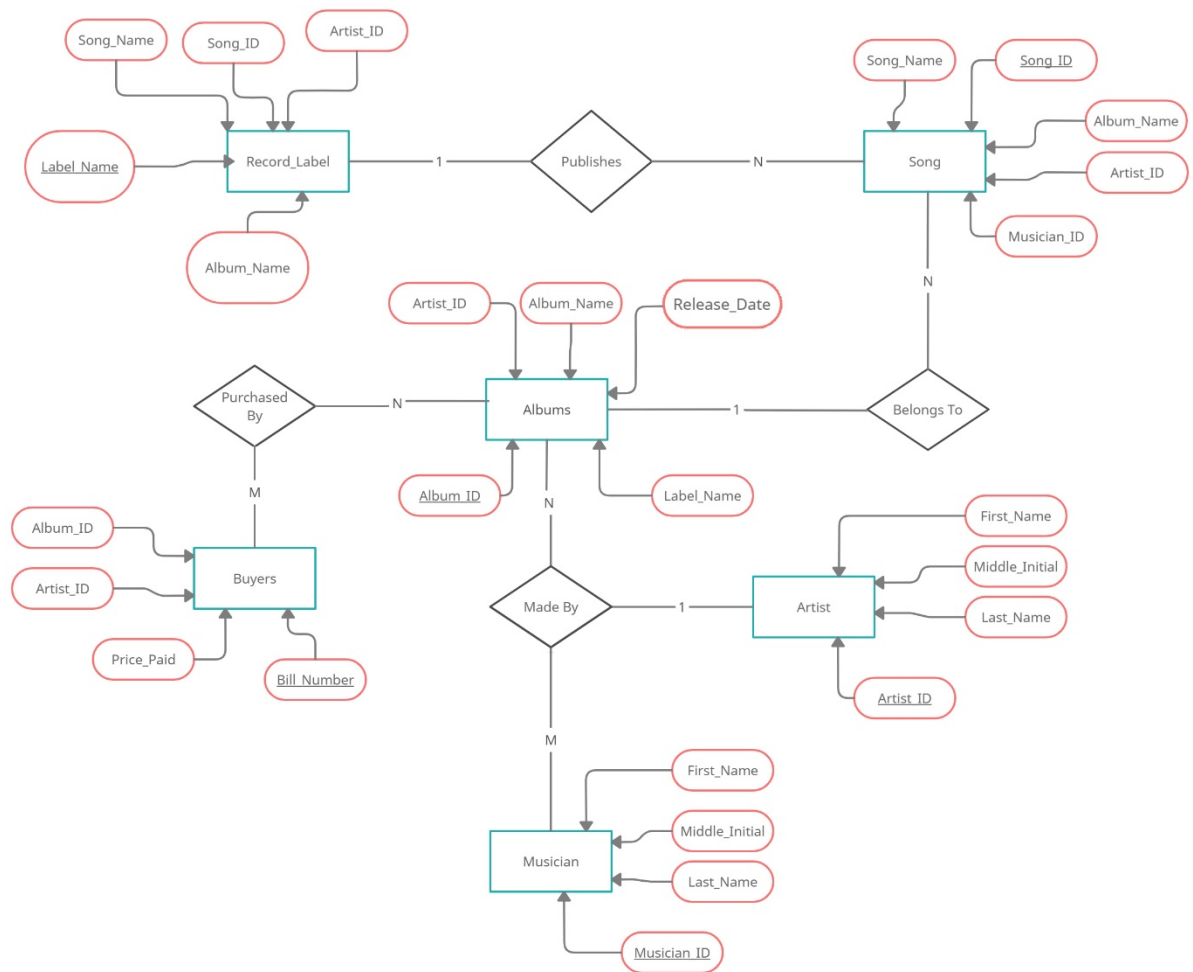 Song_Name
Song_ID
Artist_ID
Label_Name
Record_Label
Album_Name
1
Publishes
N
Song_Name
Song_ID
Album_Name
Song
Artist_ID
Musician_ID
N
Artist_ID
Album_Name
Release_Date
Purchased
By
N
Albums
1
Belongs To
Album_ID
Label_Name
M
N
Album_ID
Artist_ID
Buyers
Price_Paid
Bill_Number
Made By
1
Artist
First_Name
Middle_Initial
Last_Name
Artist_ID
M
First_Name
Middle_Initial
Musician
Last_Name
Musician_ID